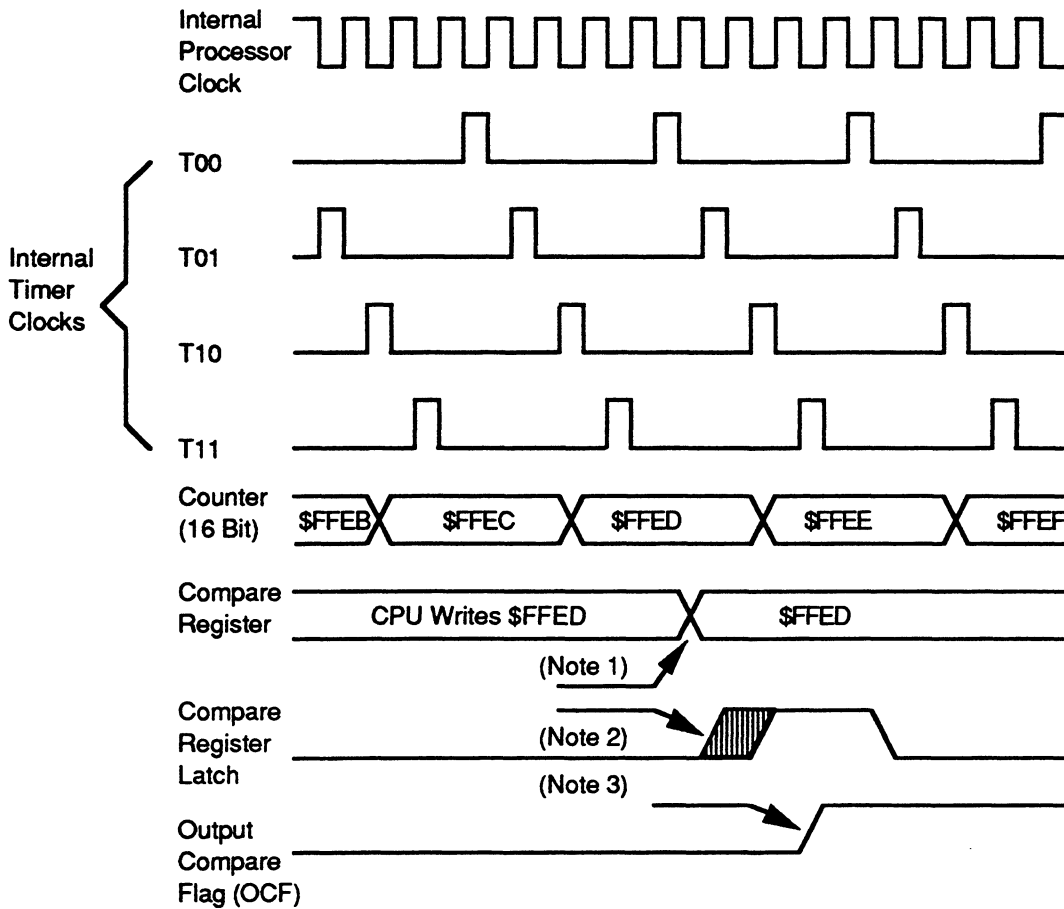 Internal
Processor
Clock
T00
Internal
Timer
Clocks
T01
T10
T11
Counter
(16 Bit)
$FFEB
$FFEC
$FFED
$FFEE
$FFEF
Compare
Register
CPU Writes $FFED
$FFED
(Note 1)
Compare
Register
Latch
(Note 2)
(Note 3)
Output
Compare
Flag (OCF)